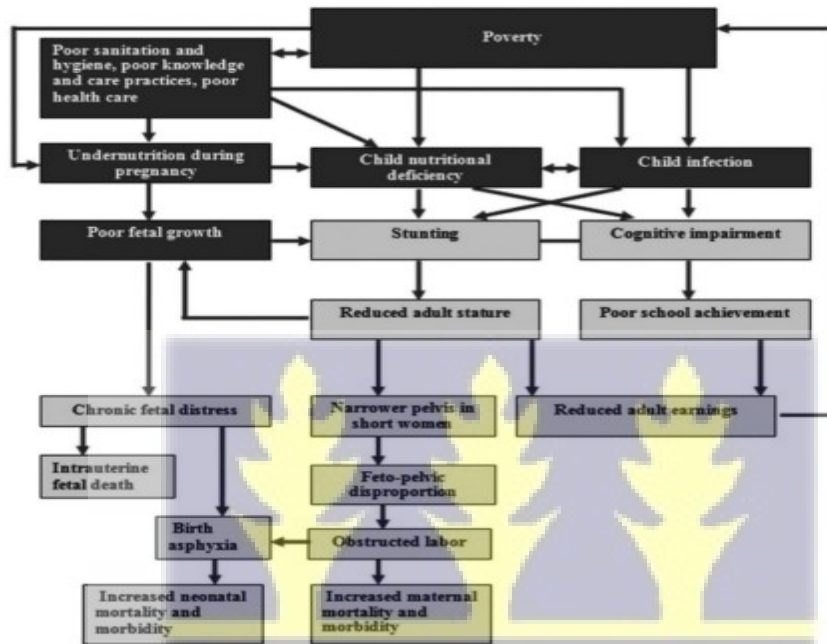 Poverty
Poor sanitation and
hygiene, poor knowledge
and care practices, poor
health care
Undernutrition during
pregnancy
Child nutritional
deficiency
Child infection
Poor fetal growth
Stunting
Cognitive impairment
Reduced adult stature
Poor school achievement
Chronic fetal distress
Narrower pelvis in
short women
Reduced adult earnings
Intrauterine
fetal death
Feto-pelvic
disproportion
Birth
asphyxia
Obstructed labor
Increased neonatal
mortality and
morbidity
Increased maternal
mortality and
morbidity